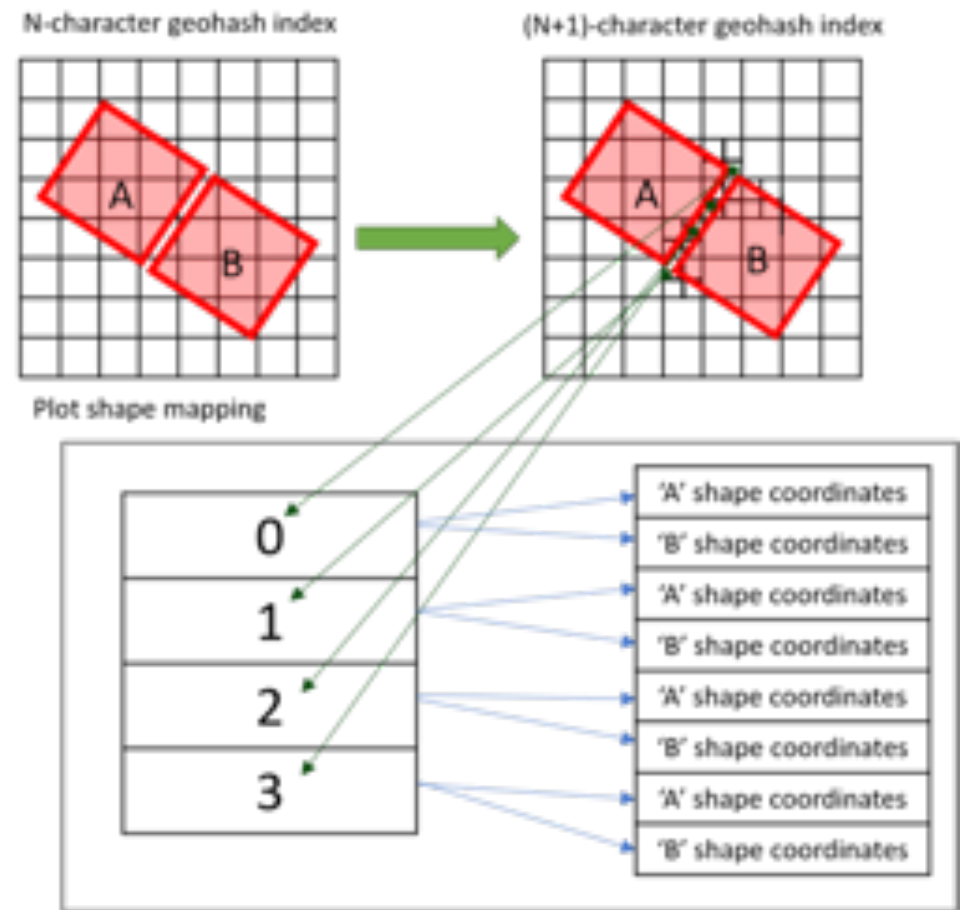 N-character geohash index
(N+1)-character geohash index
A
B
A
B
Plot shape mapping
0
1
2
3
'A' shape coordinates
'B' shape coordinates
'A' shape coordinates
'B' shape coordinates
'A' shape coordinates
'B' shape coordinates
'A' shape coordinates
'B' shape coordinates